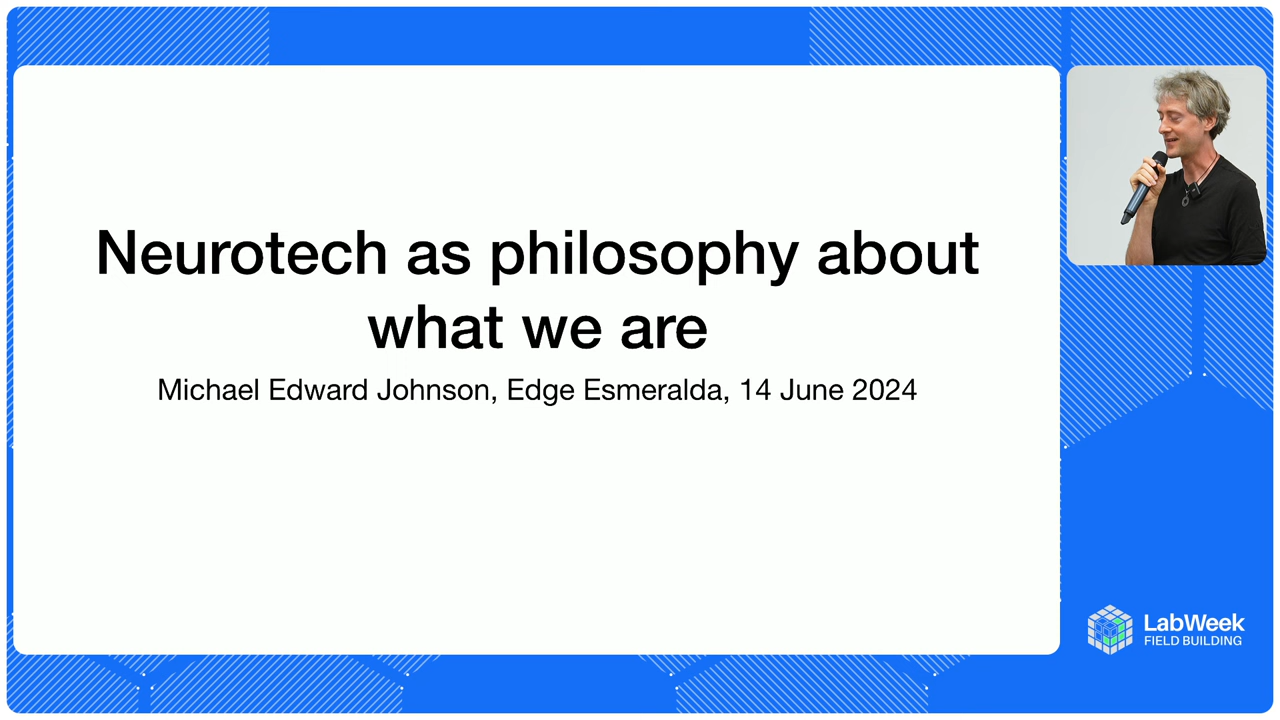 Neurotech as philosophy about
what we are
Michael Edward Johnson, Edge Esmeralda, 14 June 2024
LabWeek
FIELD BUILDING